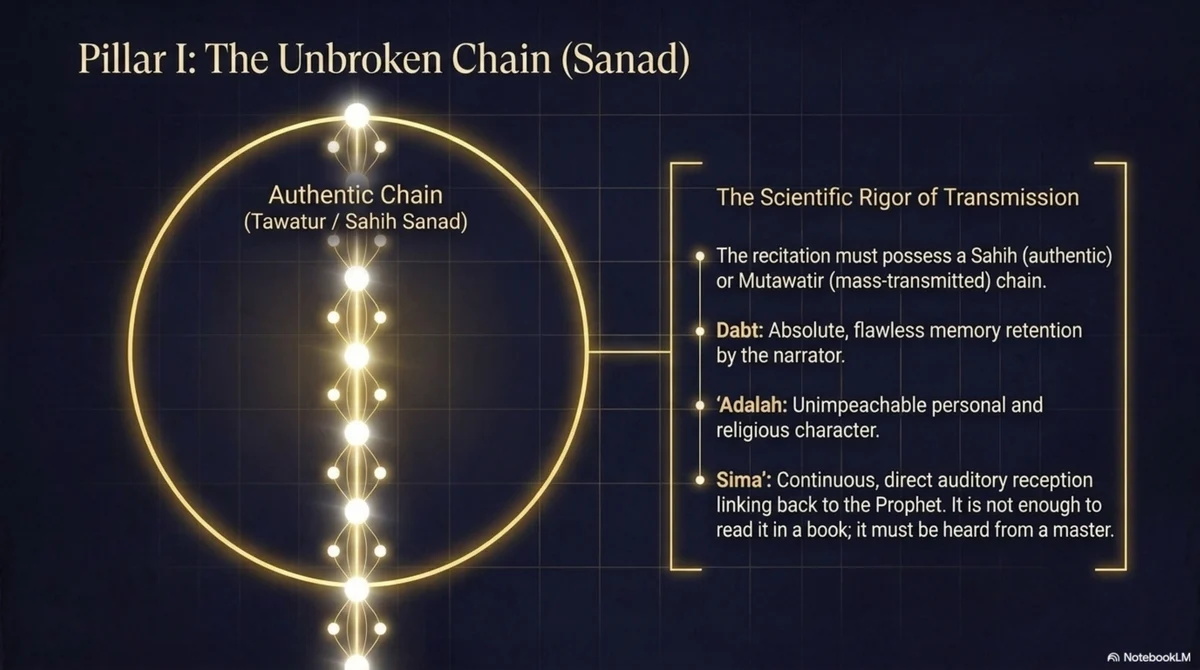 Pillar I: The Unbroken Chain (Sanad)
Authentic Chain
(Tawatur / Sahih Sanad)
The Scientific Rigor of Transmission
The recitation must possess a Sahih (authentic)
or Mutawatir (mass-transmitted) chain.
Dabt: Absolute, flawless memory retention
by the narrator.
‘Adalah: Unimpeachable personal and
religious character.
Sima’: Continuous, direct auditory reception
linking back to the Prophet. It is not enough to
read it in a book; it must be heard from a master.
NotebookLM